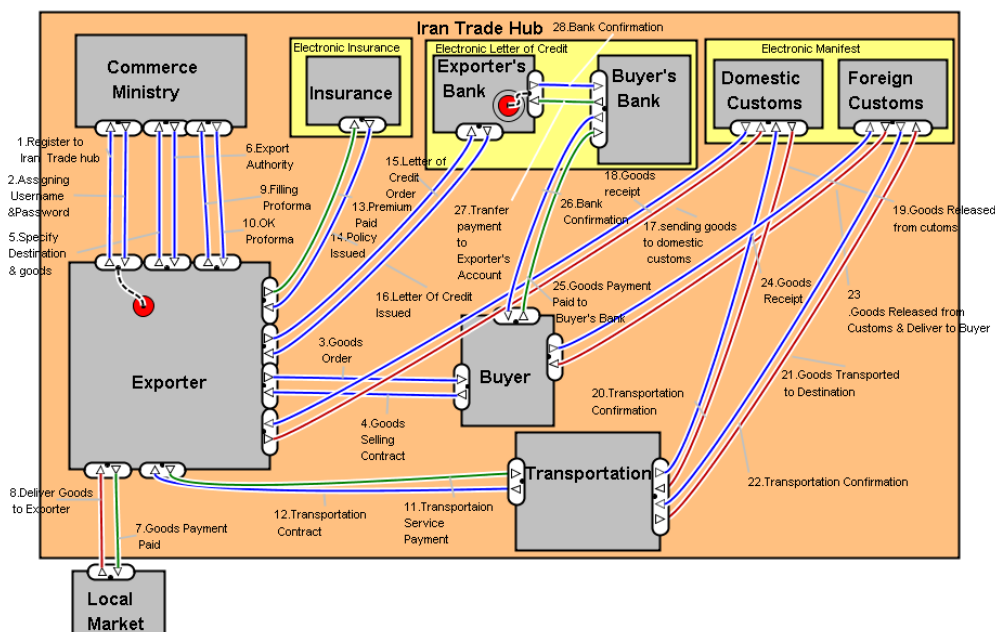 Iran Trade Hub
28.Bank Confirmation
Commerce
Ministry
Electronic Insurance
Insurance
Electronic Letter of Credit
Exporter's
Bank
Buyer's
Bank
Electronic Manifest
Domestic
Customs
Foreign
Customs
1.Register to
Iran Trade hub
2.Assigning
Username
&Password
5.Specify
Destination
& goods
6.Export
Authority
9.Filling
Proforma
10.OK
Proforma
15.Letter of
Credit
Order
13.Premium
Paid
14.Policy
Issued
16.Letter Of Credit
Issued
27.Tranfer
payment
to
Exporter's
Account
26.Bank
Confirmation
18.Goods
receipt
17.sending goods
to domestic
customs
25.Goods Payment
Paid to
Buyer's Bank
19.Goods Released
from cutoms
24.Goods
Receipt
23
.Goods Released from
Customs & Deliver to Buyer
Exporter
3.Goods
Order
4.Goods
Selling
Contract
Buyer
20.Transportation
Confirmation
21.Goods Transported
to Destination
22.Transportation Confirmation
Transportation
8.Deliver Goods
to Exporter
7.Goods Payment
Paid
12.Transportation
Contract
11.Transportaion
Service
Payment
Local
Market